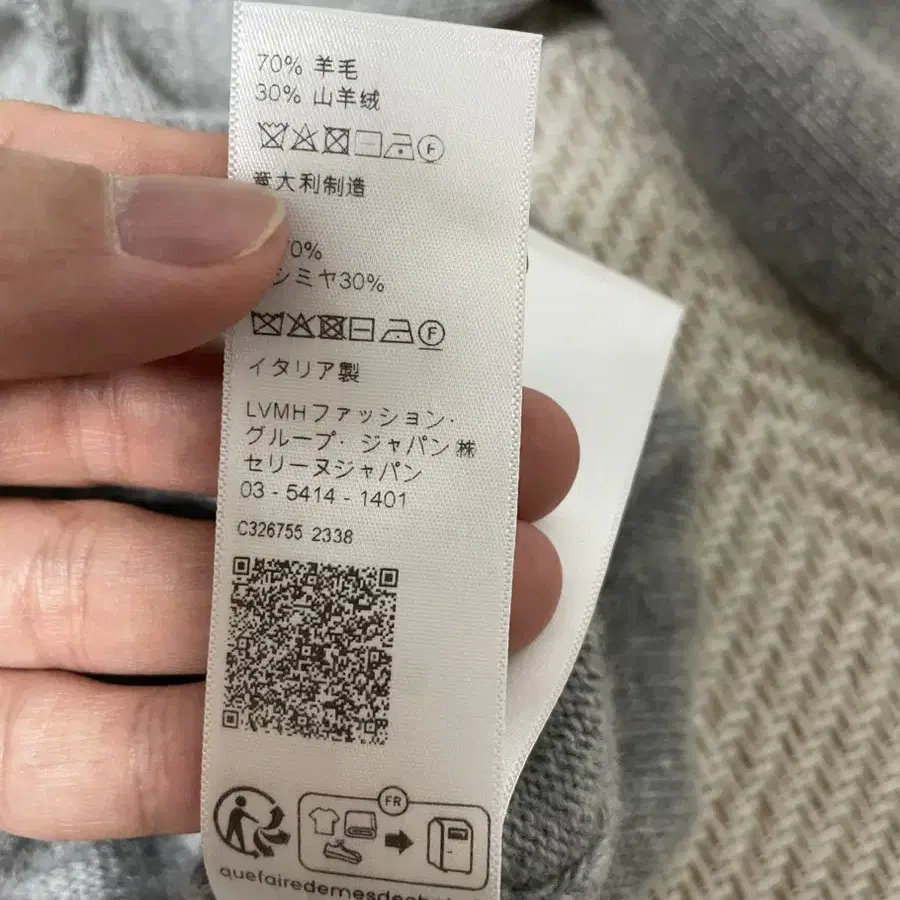 70% 羊毛
30% 山羊绒
F
意大利制造
70%
シミヤ30%
F
イタリア製
LVMHファッション・
グループ・ジャパン㈱
セリーヌジャパン
03 - 5414 - 1401
C326755 2338
FR